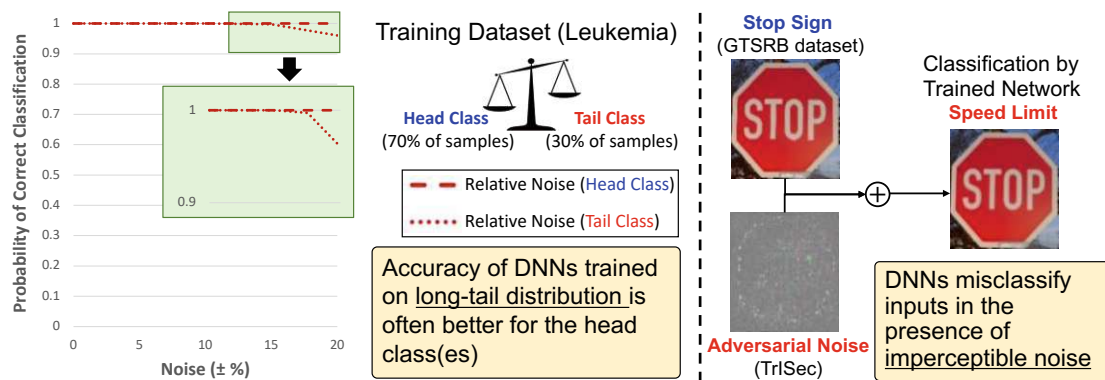 Probability of Correct Classification
1
0.9
0.8
0.7
0.6
0.5
0.4
0.3
0.2
0.1
0
0 5 10 15 20
Noise (± %)
1
0.9
Training Dataset (Leukemia)
Head Class
(70% of samples)
Tail Class
(30% of samples)
Relative Noise (Head Class)
Relative Noise (Tail Class)
Accuracy of DNNs trained
on long-tail distribution is
often better for the head
class(es)
Stop Sign
(GTSRB dataset)
STOP
Adversarial Noise
(TrISec)
Classification by
Trained Network
Speed Limit
STOP
DNNs misclassify
inputs in the
presence of
imperceptible noise